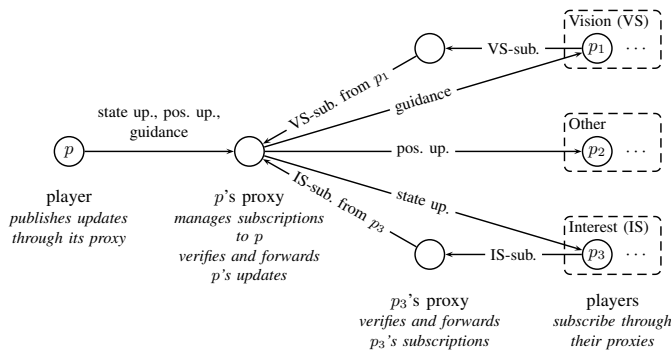 Vision (VS)
p₁ ...
VS-sub.
VS-sub. from p₁
guidance
state up., pos. up.,
guidance
Other
p
pos. up.
p₂ ...
IS-sub. from p₃
state up.
player
publishes updates
through its proxy
p's proxy
manages subscriptions
to p
verifies and forwards
p's updates
Interest (IS)
p₃ ...
IS-sub.
p₃'s proxy
verifies and forwards
p₃'s subscriptions
players
subscribe through
their proxies